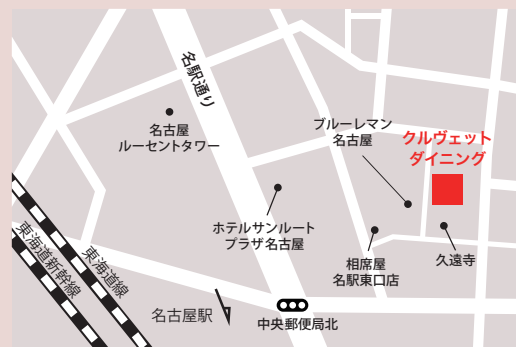 名駅通り
名古屋
ルーセントタワー
ブルーレマン
名古屋
クルヴェット
ダイニング
ホテルサンルート
プラザ名古屋
相席屋
名駅東口店
久遠寺
東海道新幹線
東海道線
名古屋駅
中央郵便局北